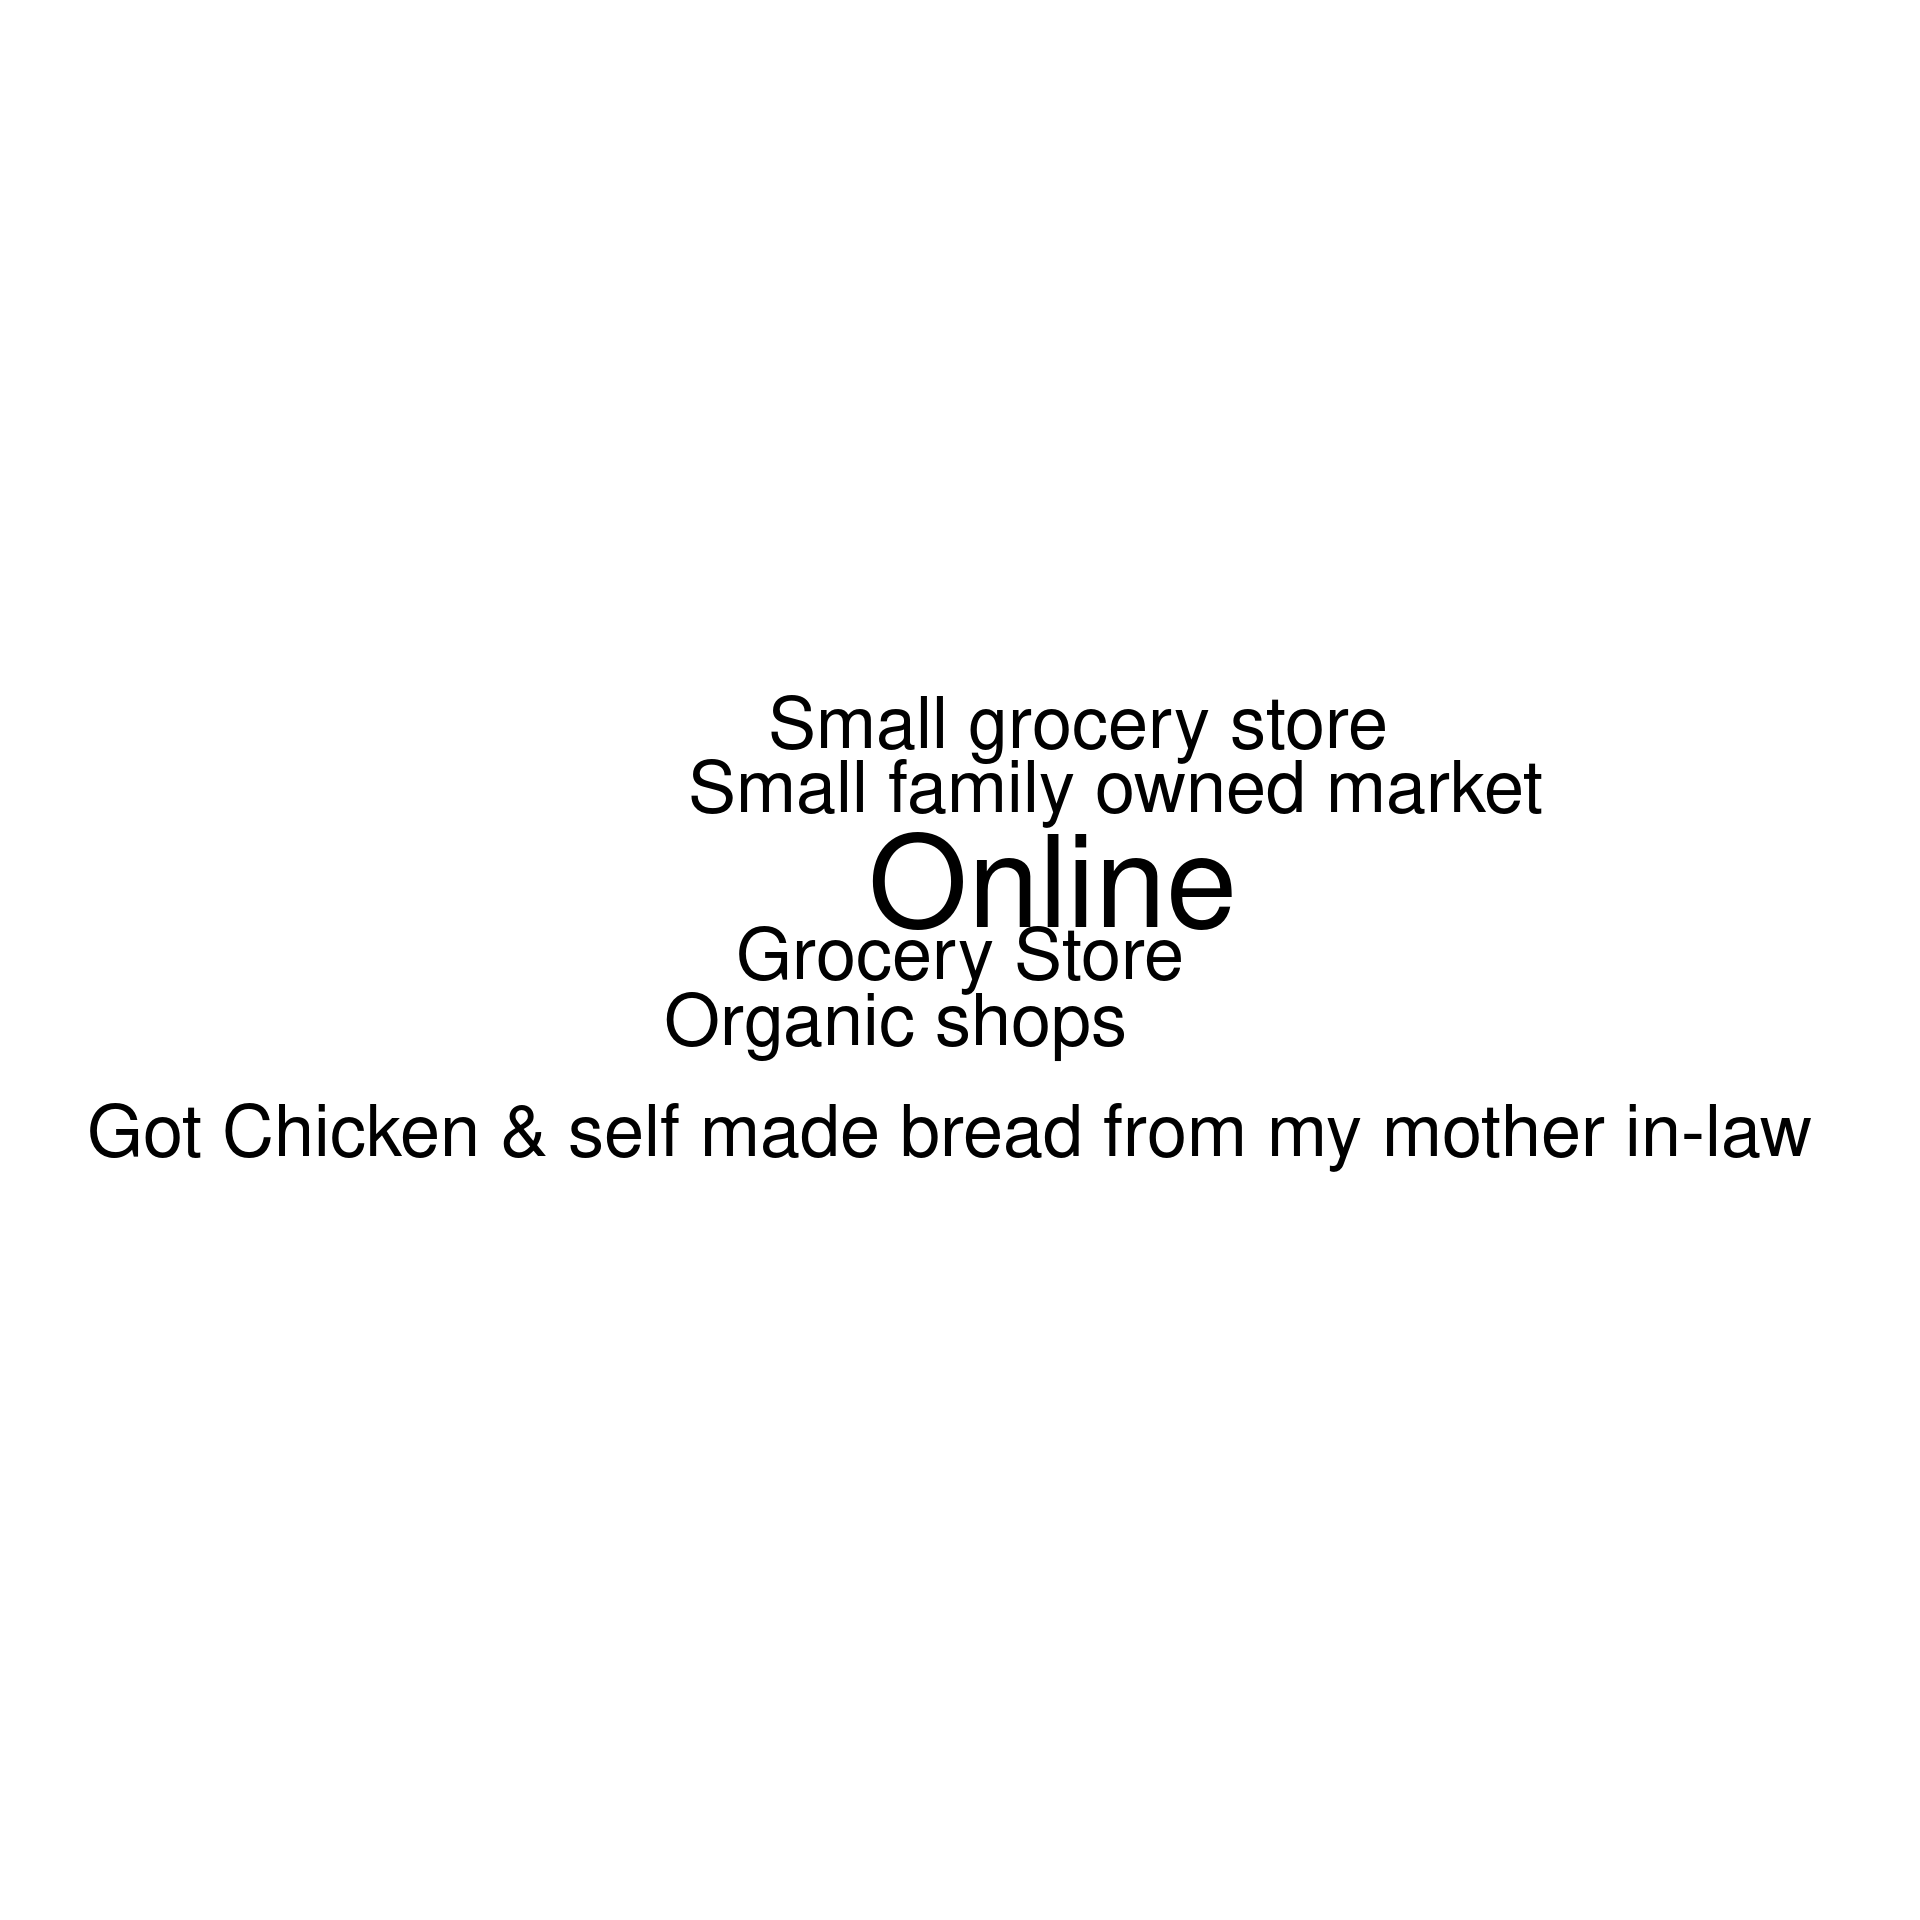 Small grocery store
Small family owned market
Online
Grocery Store
Organic shops
Got Chicken & self made bread from my mother in-law